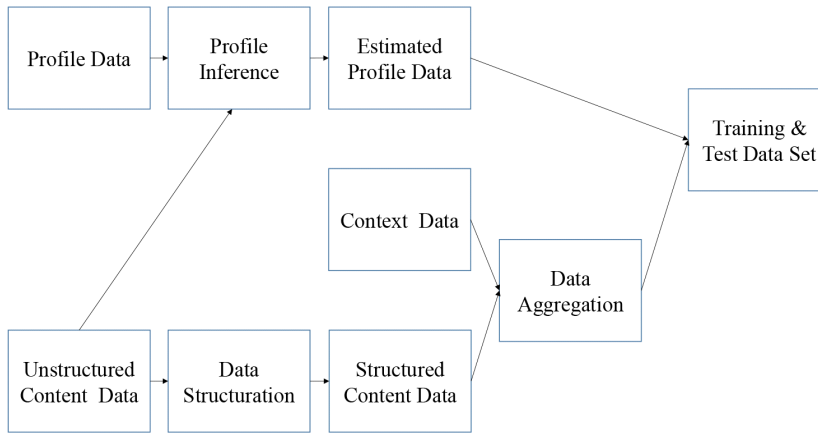 Profile Data
Profile
Inference
Estimated
Profile Data
Training &
Test Data Set
Context  Data
Data
Aggregation
Unstructured
Content  Data
Data
Structuration
Structured
Content Data